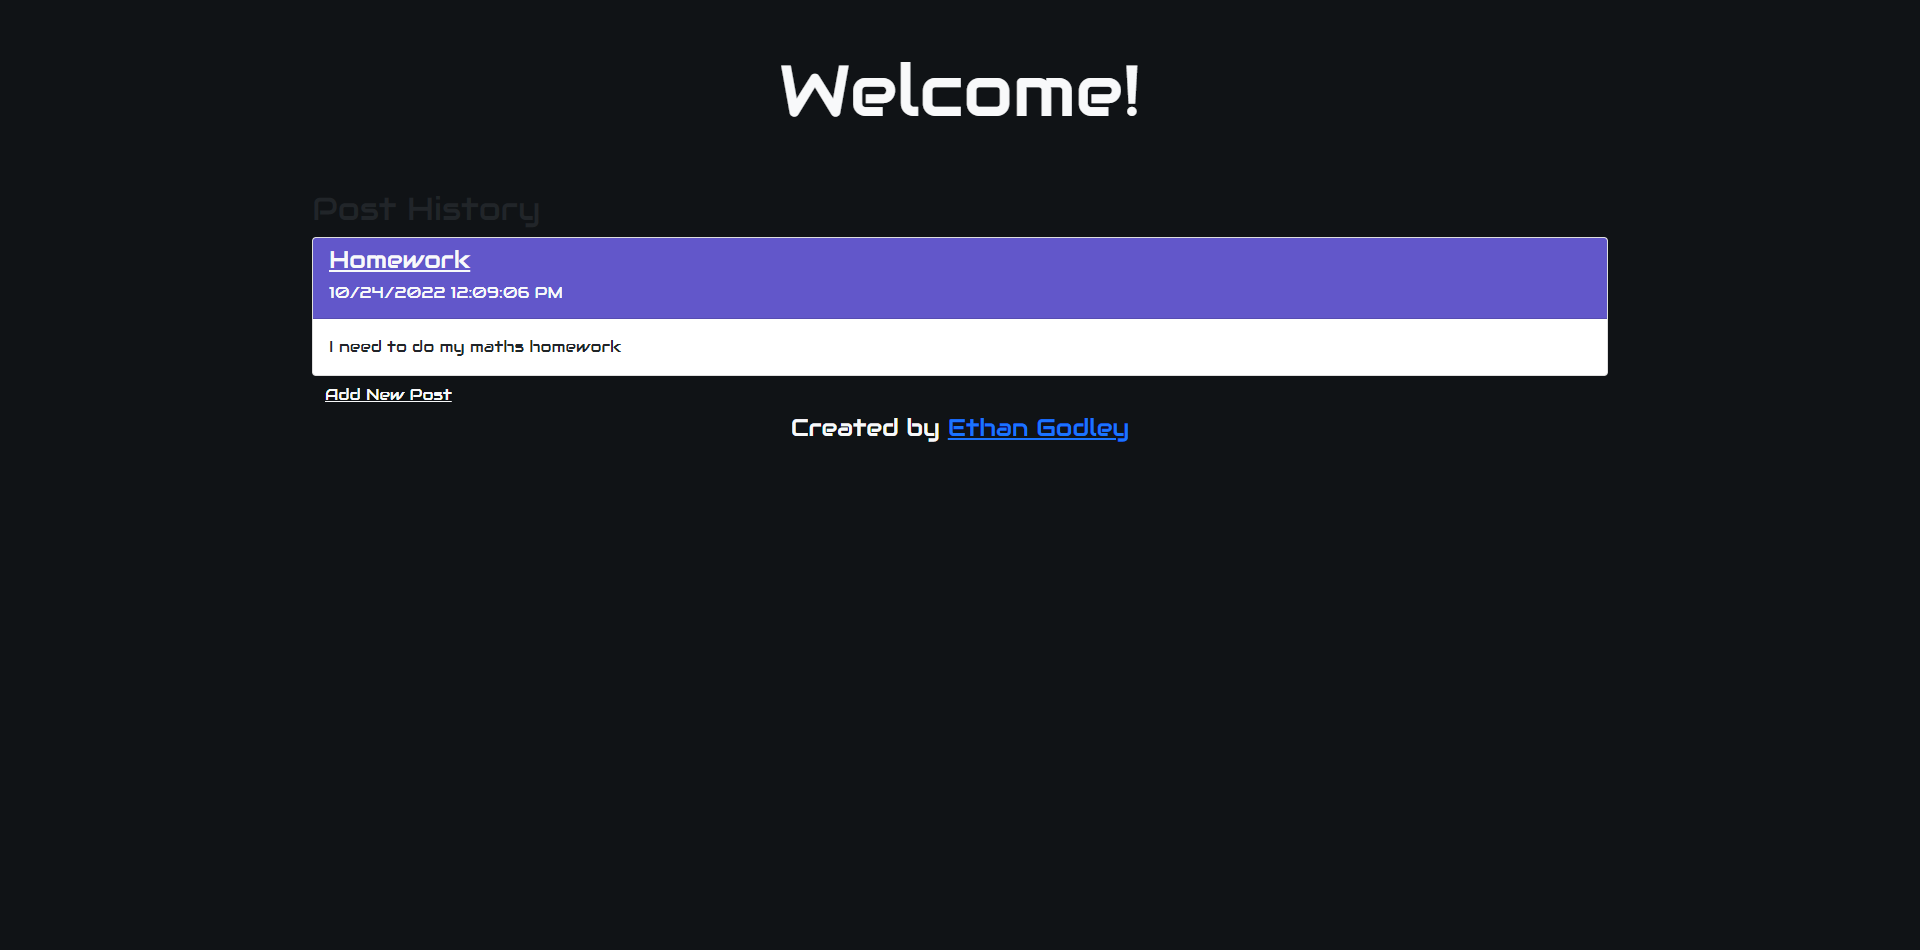 Welcome!
Post History
Homework
10/24/2022 12:09:06 PM
I need to do my maths homework
Add New Post
Created by Ethan Godley